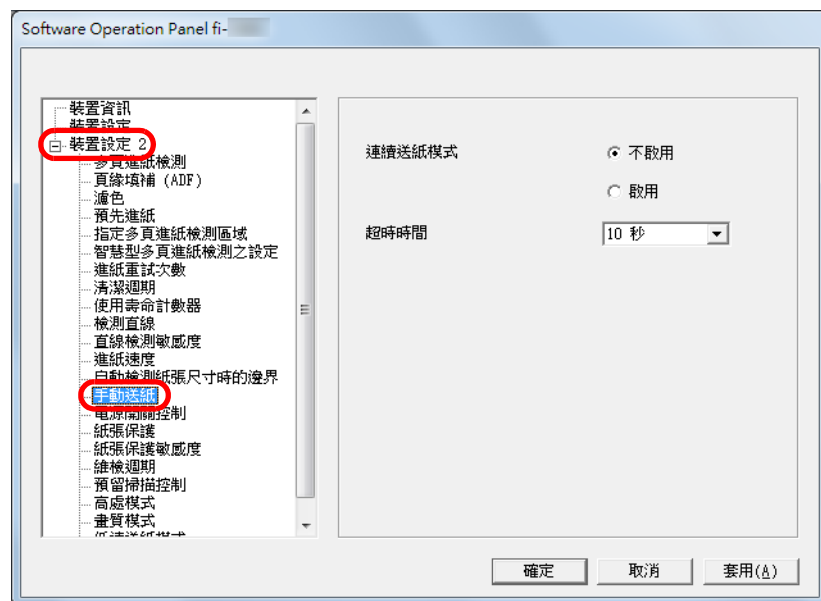 Software Operation Panel fi-
裝置資訊
裝置設定
裝置設定 2
多頁進紙檢測
頁緣填補 (ADF)
濾色
預先進紙
指定多頁進紙檢測區域
智慧型多頁進紙檢測之設定
進紙重試次數
清潔週期
使用壽命計數器
檢測直線
直線檢測敏感度
進紙速度
自動檢測紙張尺寸時的邊界
手動送紙
電源開關控制
紙張保護
紙張保護敏感度
維檢週期
預留掃描控制
高處模式
畫質模式
低速送紙模式
連續送紙模式
不啟用
啟用
超時時間
10 秒
確定
取消
套用(A)